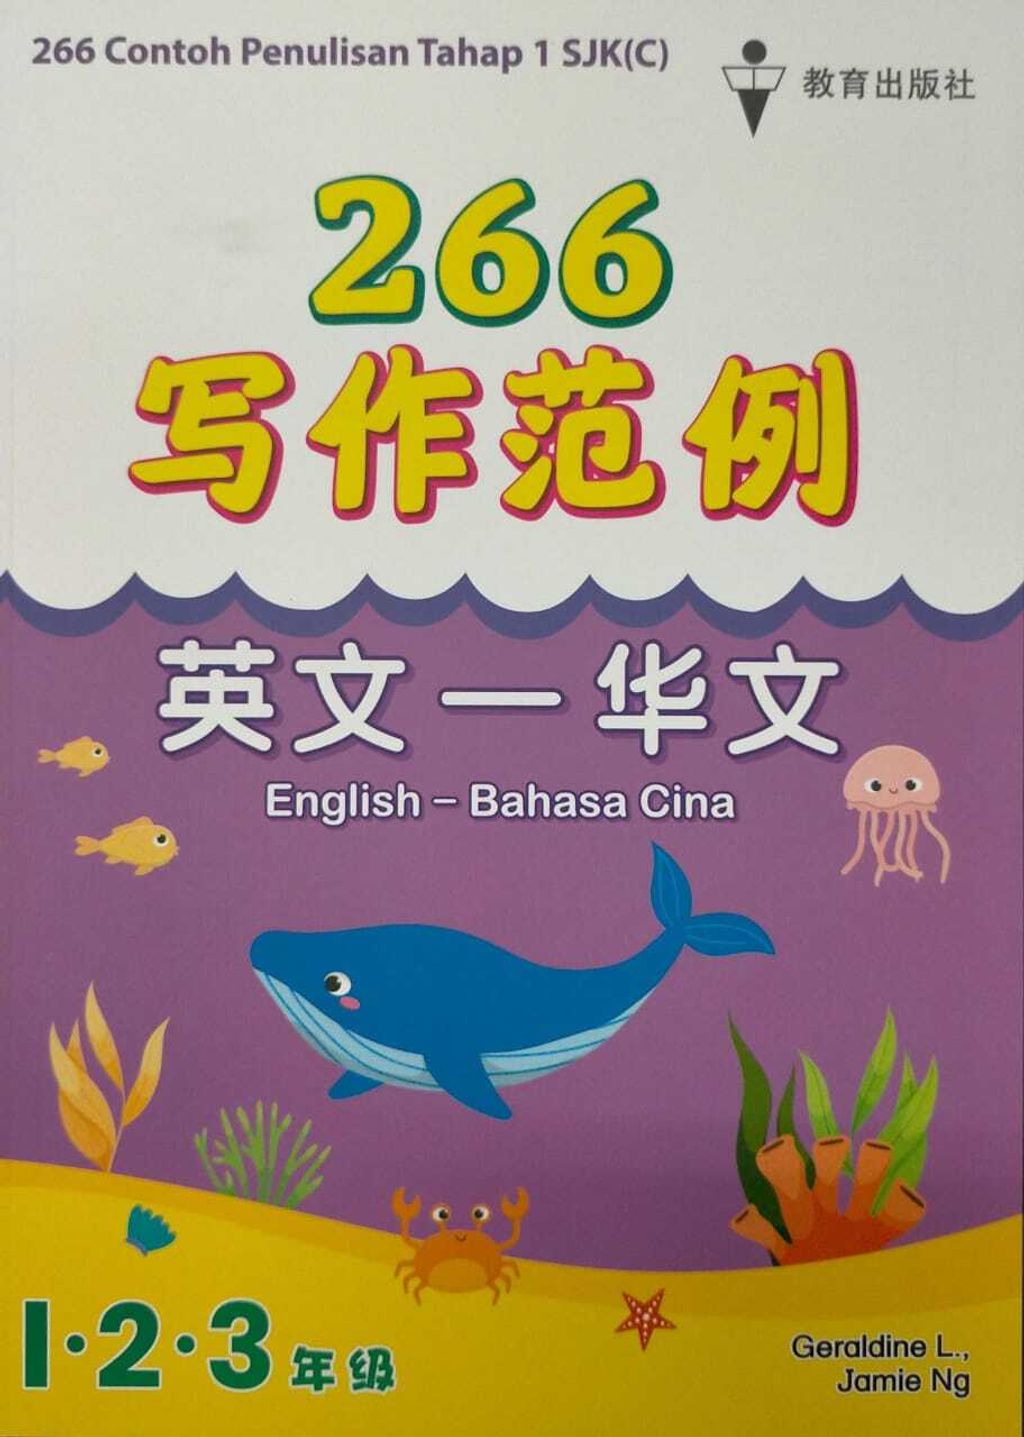 266 Contoh Penulisan Tahap 1 SJK(C)
教育出版社
266
写作范例
英文一华文
English – Bahasa Cina
1·2·3年级
Geraldine L.,
Jamie Ng